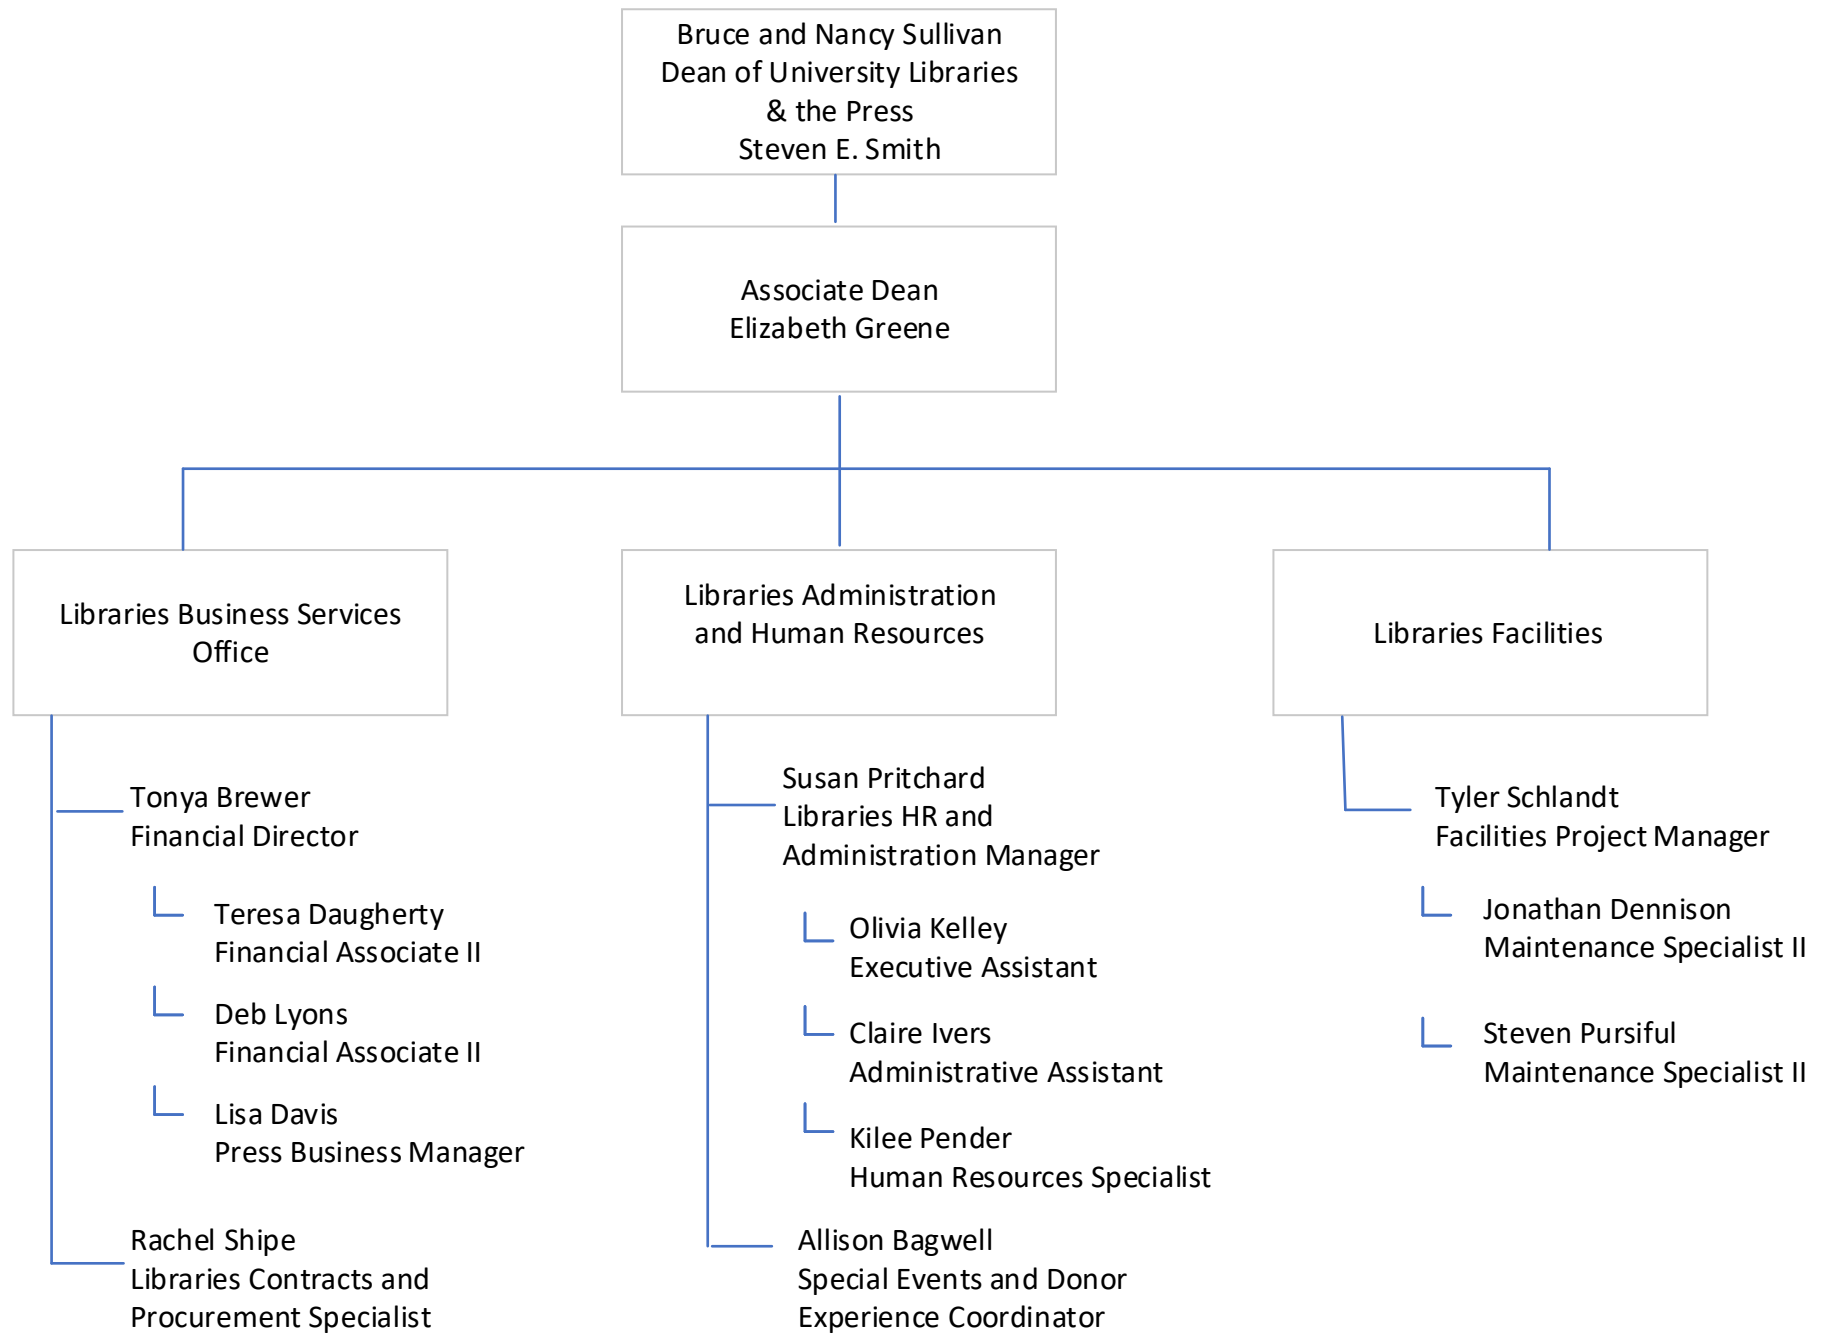 Bruce and Nancy Sullivan
Dean of University Libraries
& the Press
Steven E. Smith
Associate Dean
Elizabeth Greene
Libraries Business Services
Office
Libraries Administration
and Human Resources
Libraries Facilities
Tonya Brewer
Financial Director
Teresa Daugherty
Financial Associate II
Deb Lyons
Financial Associate II
Lisa Davis
Press Business Manager
Rachel Shipe
Libraries Contracts and
Procurement Specialist
Susan Pritchard
Libraries HR and
Administration Manager
Olivia Kelley
Executive Assistant
Claire Ivers
Administrative Assistant
Kilee Pender
Human Resources Specialist
Allison Bagwell
Special Events and Donor
Experience Coordinator
Tyler Schlandt
Facilities Project Manager
Jonathan Dennison
Maintenance Specialist II
Steven Pursiful
Maintenance Specialist II